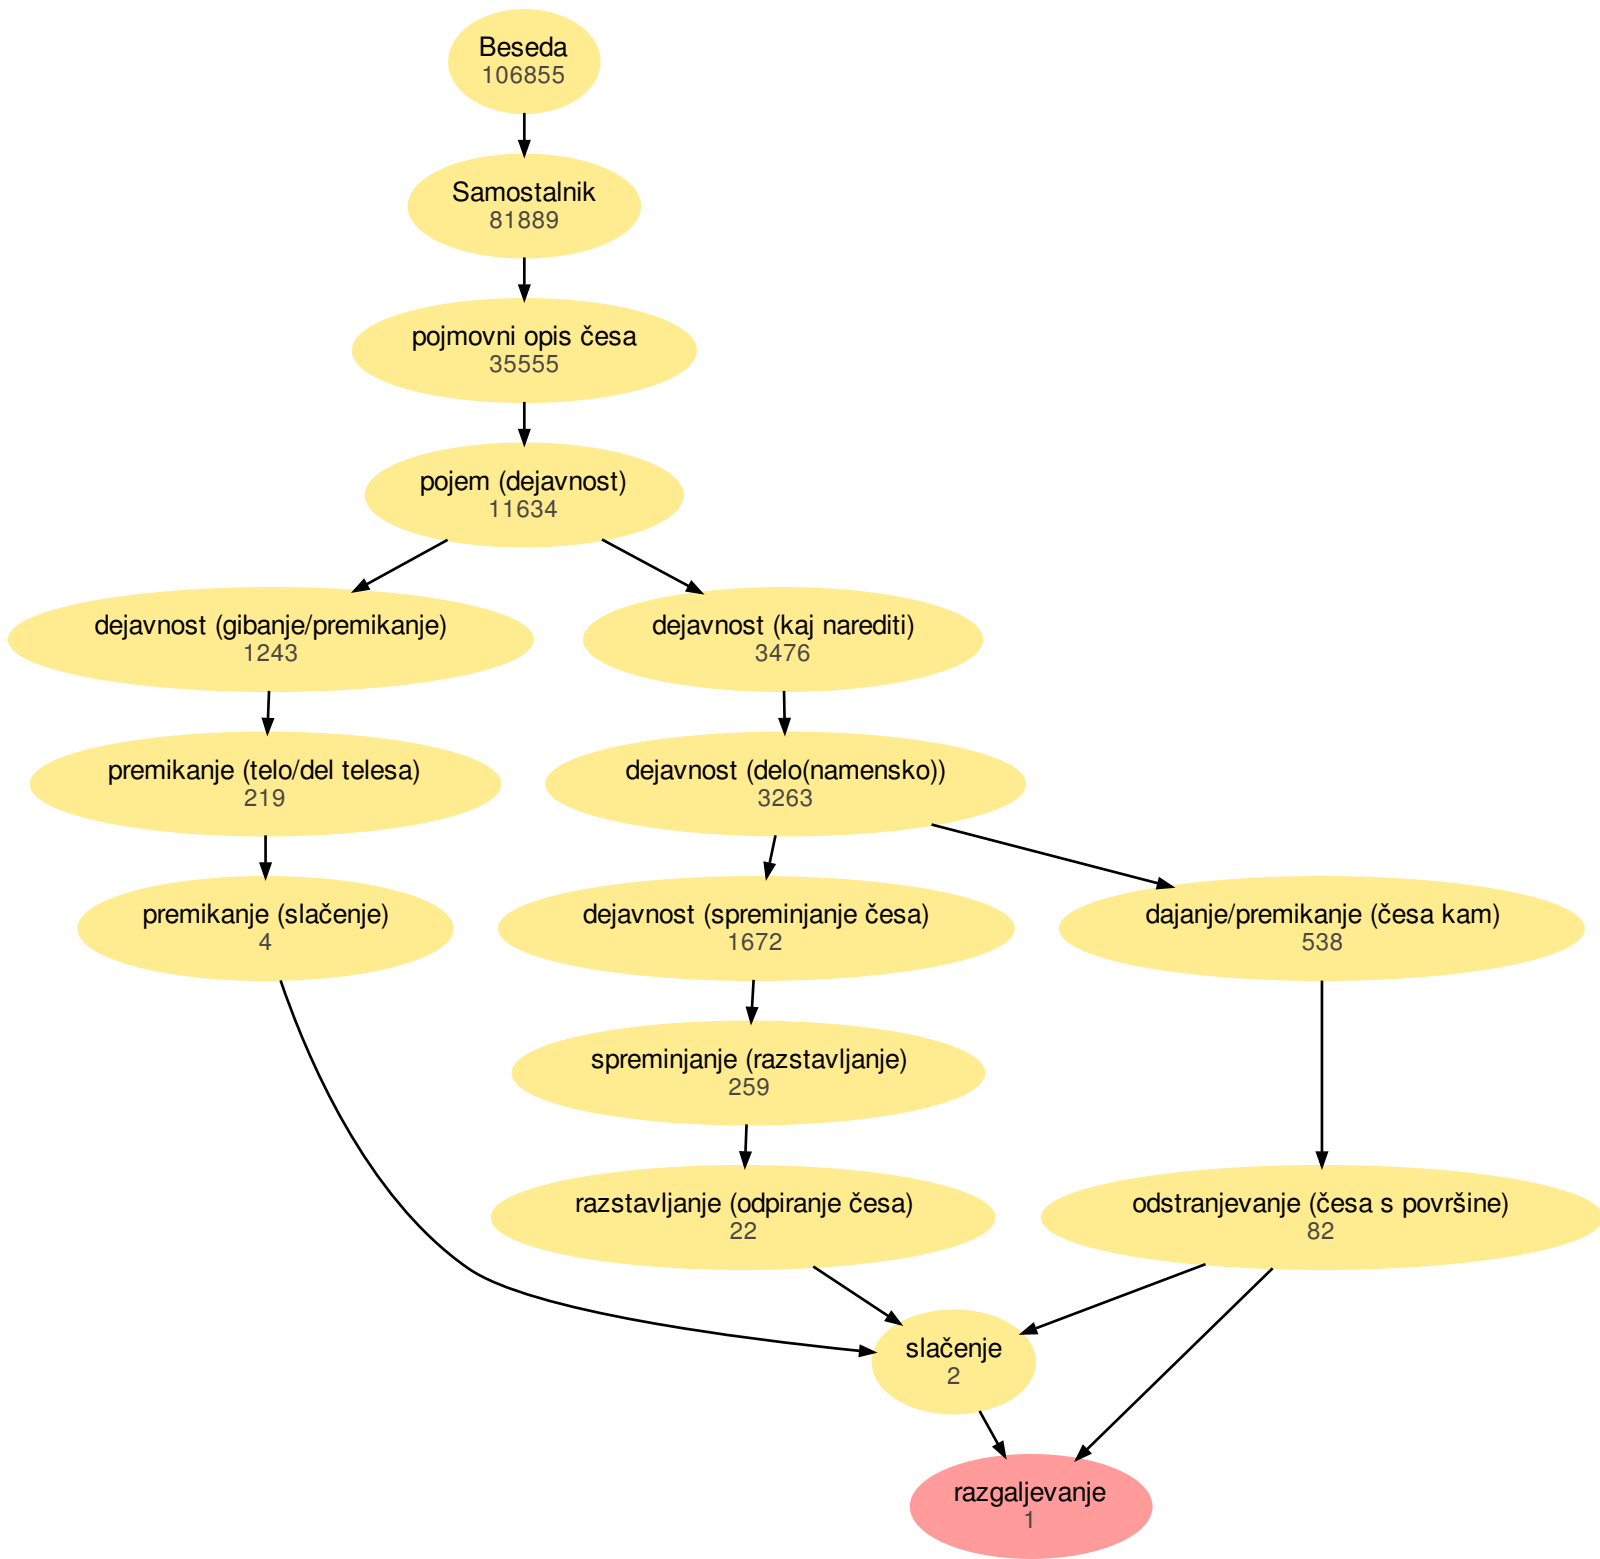 Beseda
106855
Samostalnik
81889
pojmovni opis česa
35555
pojem (dejavnost)
11634
dejavnost (gibanje/premikanje)
1243
dejavnost (kaj narediti)
3476
premikanje (telo/del telesa)
219
dejavnost (delo(namensko))
3263
premikanje (slačenje)
4
dejavnost (spreminjanje česa)
1672
dajanje/premikanje (česa kam)
538
spreminjanje (razstavljanje)
259
razstavljanje (odpiranje česa)
22
odstranjevanje (česa s površine)
82
slačenje
2
razgaljevanje
1